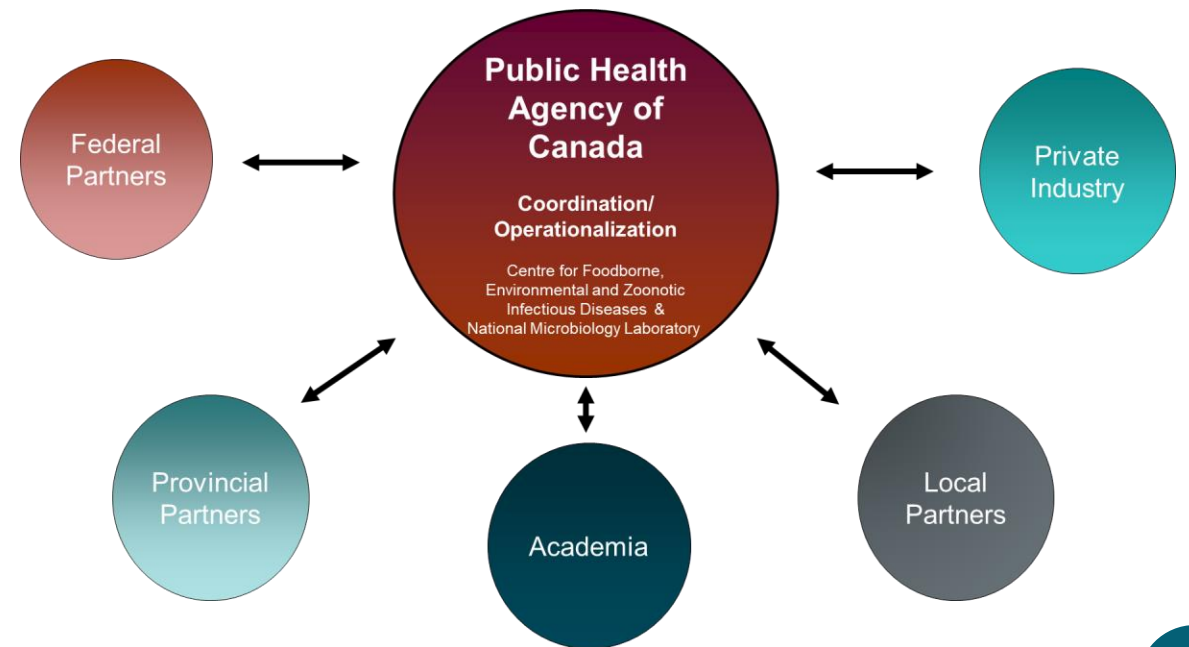 Public Health
Agency of
Canada
Coordination/
Operationalization
Centre for Foodborne,
Environmental and Zoonotic
Infectious Diseases &
National Microbiology Laboratory
Federal
Partners
Private
Industry
Provincial
Partners
Academia
Local
Partners